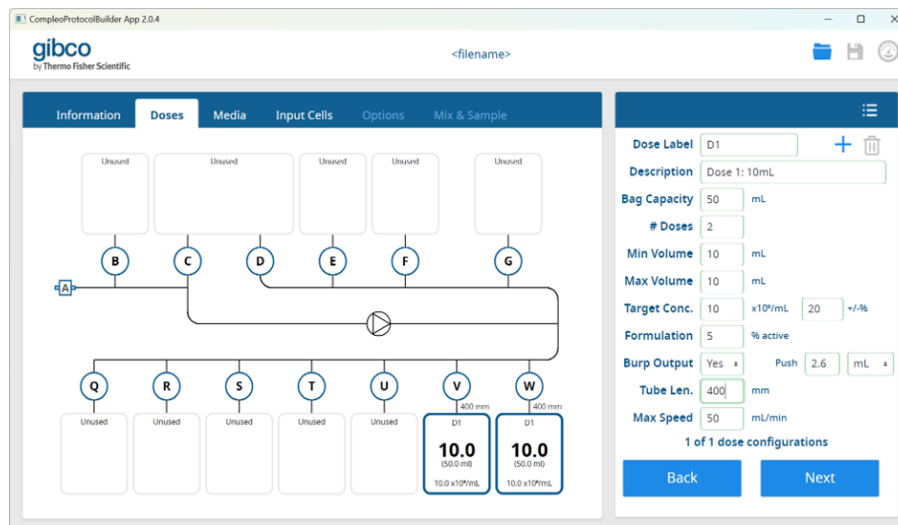 CompleoProtocolBuilder App 2.0.4
gibco
by Thermo Fisher Scientific
<filename>
Information Doses Media Input Cells Options Mix & Sample
Unused Unused Unused Unused Unused
B C D E F G
A
Q R S T U V W
400 mm 400 mm
Unused Unused Unused Unused Unused D1 D1
10.0 10.0
(50.0 ml) (50.0 ml)
10.0 x10⁶/mL 10.0 x10⁶/mL
Dose Label D1
Description Dose 1: 10mL
Bag Capacity 50 mL
# Doses 2
Min Volume 10 mL
Max Volume 10 mL
Target Conc. 10 x10⁶/mL 20 +/-%
Formulation 5 % active
Burp Output Yes Push 2.6 mL
Tube Len. 400 mm
Max Speed 50 mL/min
1 of 1 dose configurations
Back Next